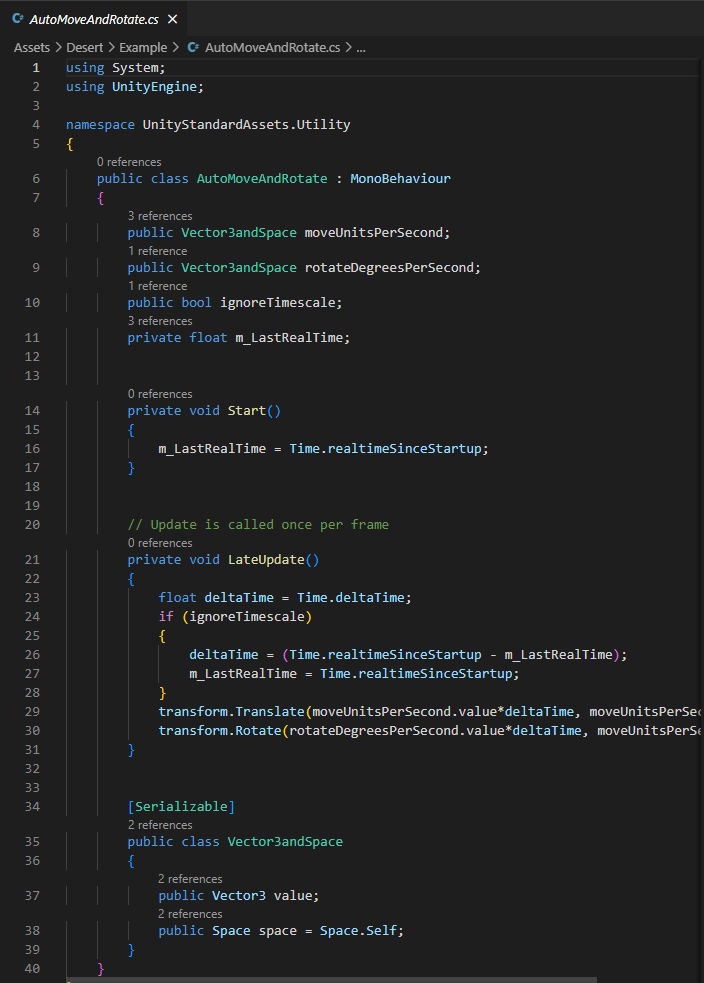 C# AutoMoveAndRotate.cs ×
Assets > Desert > Example > C# AutoMoveAndRotate.cs > ...
1 using System;
2 using UnityEngine;
3
4 namespace UnityStandardAssets.Utility
5 {
0 references
6 public class AutoMoveAndRotate : MonoBehaviour
7 {
3 references
8 public Vector3andSpace moveUnitsPerSecond;
1 reference
9 public Vector3andSpace rotateDegreesPerSecond;
1 reference
10 public bool ignoreTimescale;
3 references
11 private float m_LastRealTime;
12
13
0 references
14 private void Start()
15 {
16 m_LastRealTime = Time.realtimeSinceStartup;
17 }
18
19
20 // Update is called once per frame
0 references
21 private void LateUpdate()
22 {
23 float deltaTime = Time.deltaTime;
24 if (ignoreTimescale)
25 {
26 deltaTime = (Time.realtimeSinceStartup - m_LastRealTime);
27 m_LastRealTime = Time.realtimeSinceStartup;
28 }
29 transform.Translate(moveUnitsPerSecond.value*deltaTime, moveUnitsPerSec
30 transform.Rotate(rotateDegreesPerSecond.value*deltaTime, moveUnitsPerSe
31 }
32
33
34 [Serializable]
2 references
35 public class Vector3andSpace
36 {
2 references
37 public Vector3 value;
2 references
38 public Space space = Space.Self;
39 }
40 }